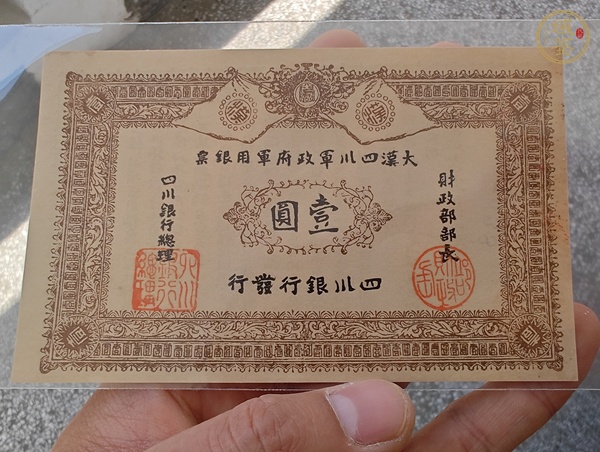 大漢四川軍政府軍用銀票
壹圓
四川銀行發行
財政部部長
四川銀行總理